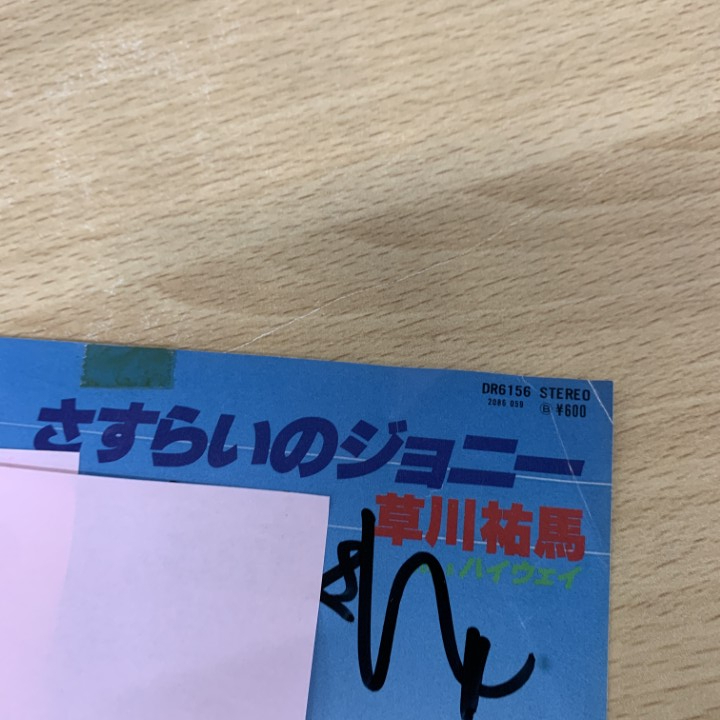 DR6156 STEREO
2086 059
Ⓑ ¥600
さすらいのジョニー
草川祐馬
ハイウェイ